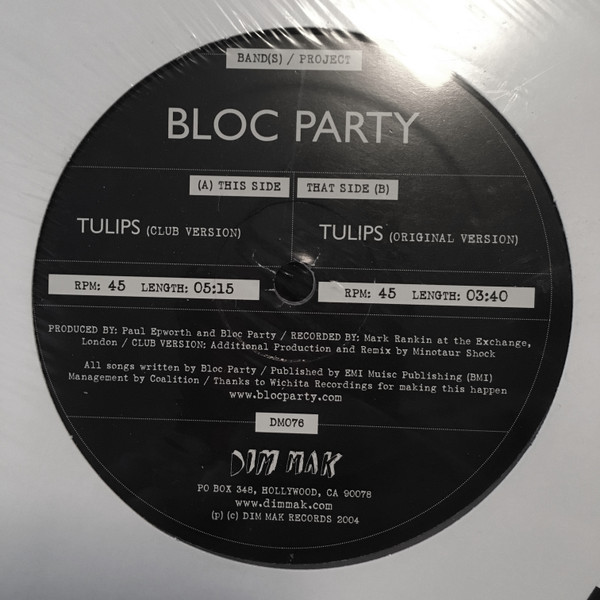 BAND(S) / PROJECT
BLOC PARTY
(A) THIS SIDE THAT SIDE (B)
TULIPS (CLUB VERSION) TULIPS (ORIGINAL VERSION)
RPM: 45 LENGTH: 05:15 RPM: 45 LENGTH: 03:40
PRODUCED BY: Paul Epworth and Bloc Party / RECORDED BY: Mark Rankin at the Exchange,
London / CLUB VERSION: Additional Production and Remix by Minotaur Shock
All songs written by Bloc Party / Published by EMI Muisc Publishing (BMI)
Management by Coalition / Thanks to Wichita Recordings for making this happen
www.blocparty.com
DM076
DIM MAK
PO BOX 348, HOLLYWOOD, CA 90078
www.dimmak.com
(p) (c) DIM MAK RECORDS 2004